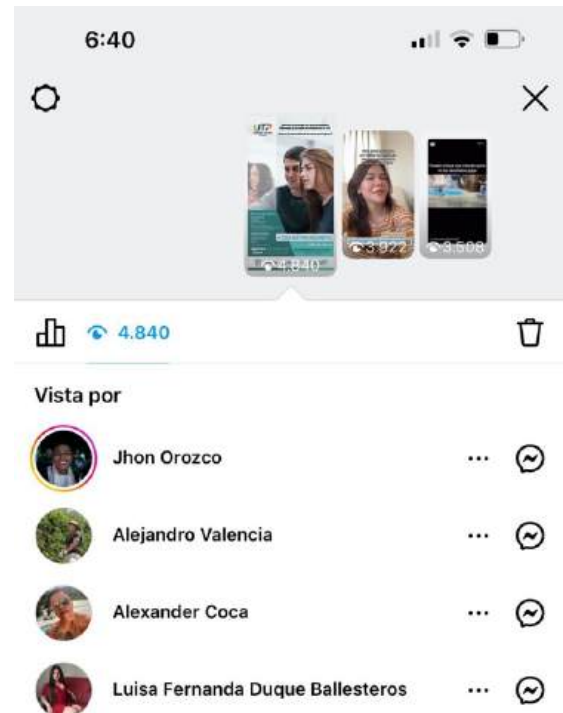 6:40
UTP
4.840
3.922
3.508
4.840
Vista por
Jhon Orozco
Alejandro Valencia
Alexander Coca
Luisa Fernanda Duque Ballesteros